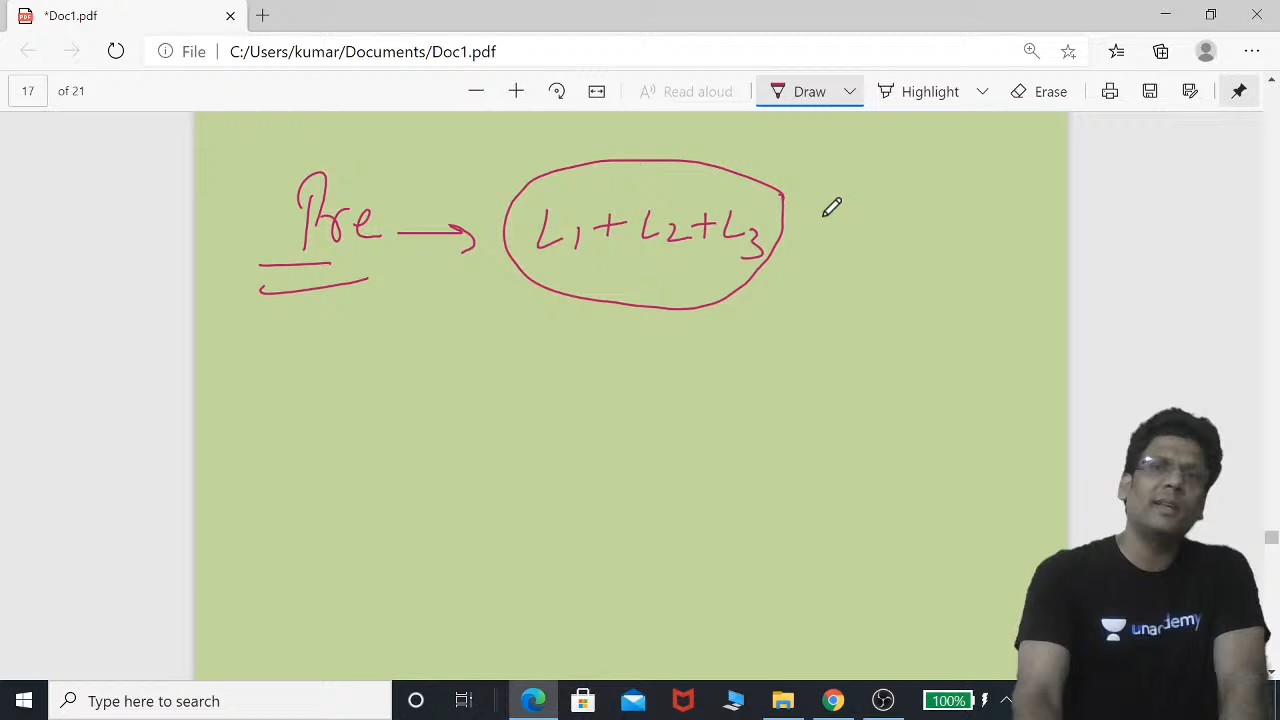 *Doc1.pdf
File C:/Users/kumar/Documents/Doc1.pdf
17 of 21 Read aloud Draw Highlight Erase
Pre → L1 + L2 + L3
unacademy
Type here to search 100%